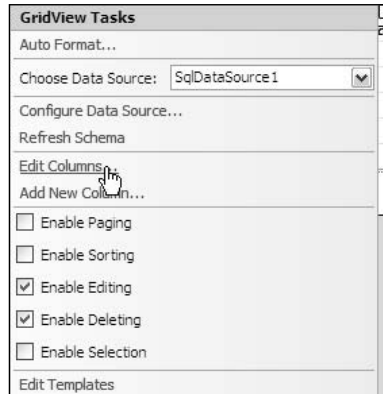 GridView Tasks
Auto Format...
Choose Data Source: SqlDataSource1
Configure Data Source...
Refresh Schema
Edit Columns...
Add New Column...
Enable Paging
Enable Sorting
Enable Editing
Enable Deleting
Enable Selection
Edit Templates